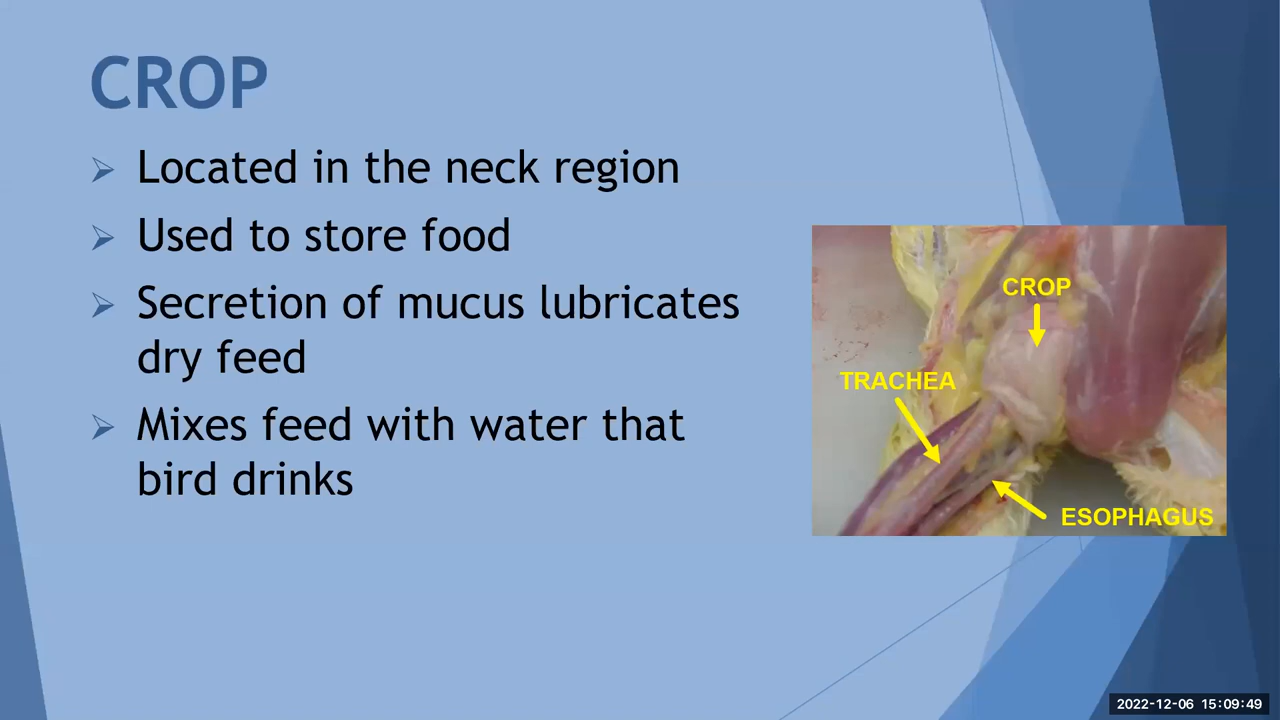 CROP
Located in the neck region
Used to store food
Secretion of mucus lubricates
dry feed
Mixes feed with water that
bird drinks
CROP
TRACHEA
ESOPHAGUS
2022-12-06 15:09:49